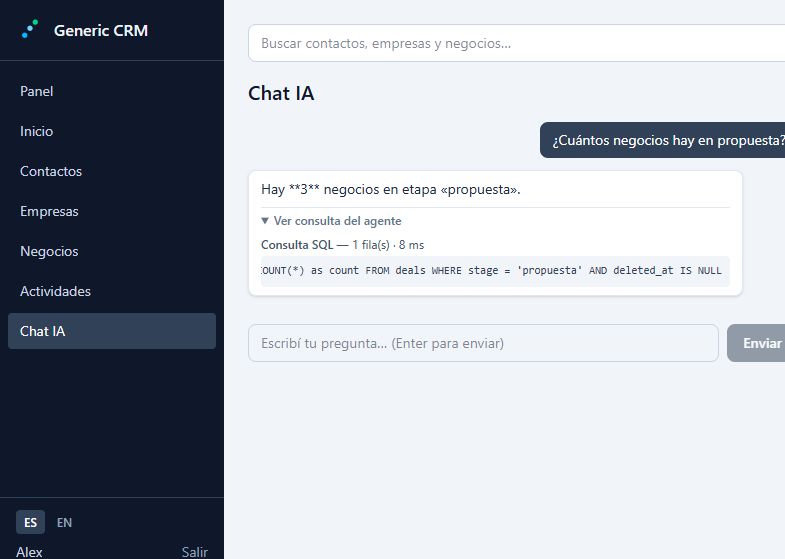 Generic CRM
Panel
Inicio
Contactos
Empresas
Negocios
Actividades
Chat IA
ES EN
Alex Salir
Buscar contactos, empresas y negocios...
Chat IA
¿Cuántos negocios hay en propuesta?
Hay **3** negocios en etapa «propuesta».
▼ Ver consulta del agente
Consulta SQL — 1 fila(s) · 8 ms
COUNT(*) as count FROM deals WHERE stage = 'propuesta' AND deleted_at IS NULL
Escribí tu pregunta... (Enter para enviar)
Enviar